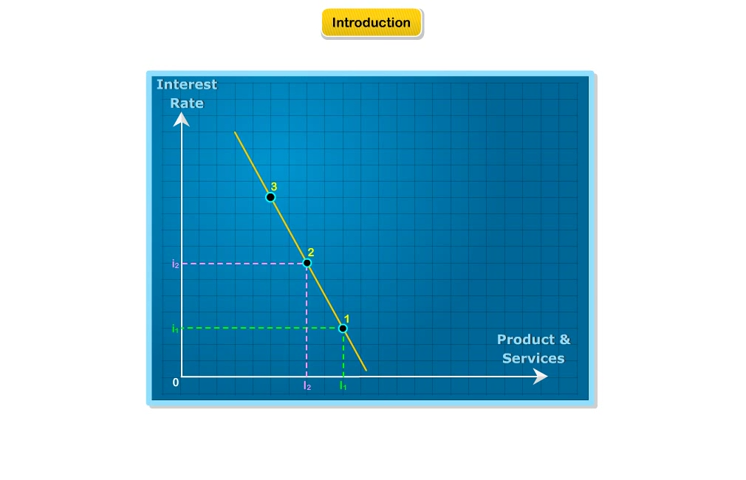 Introduction
Interest
Rate
3
2
i₂
1
i₁
Product &
Services
0
I₂
I₁